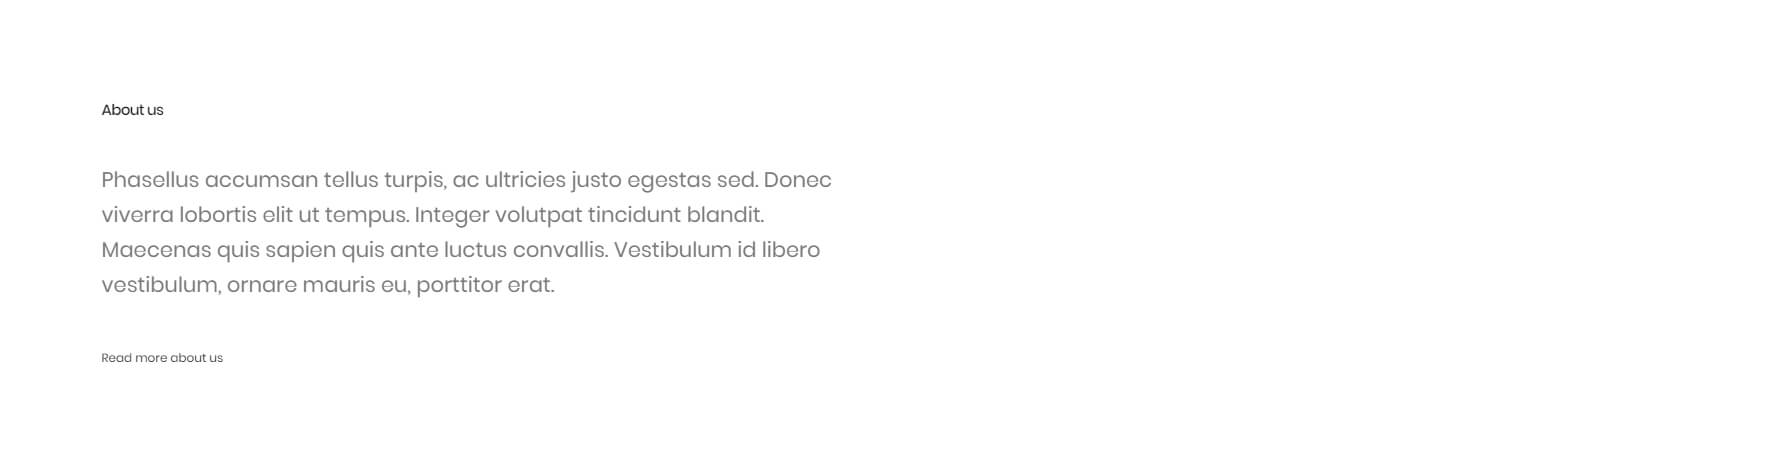 About us
Phasellus accumsan tellus turpis, ac ultricies justo egestas sed. Donec
viverra lobortis elit ut tempus. Integer volutpat tincidunt blandit.
Maecenas quis sapien quis ante luctus convallis. Vestibulum id libero
vestibulum, ornare mauris eu, porttitor erat.
Read more about us